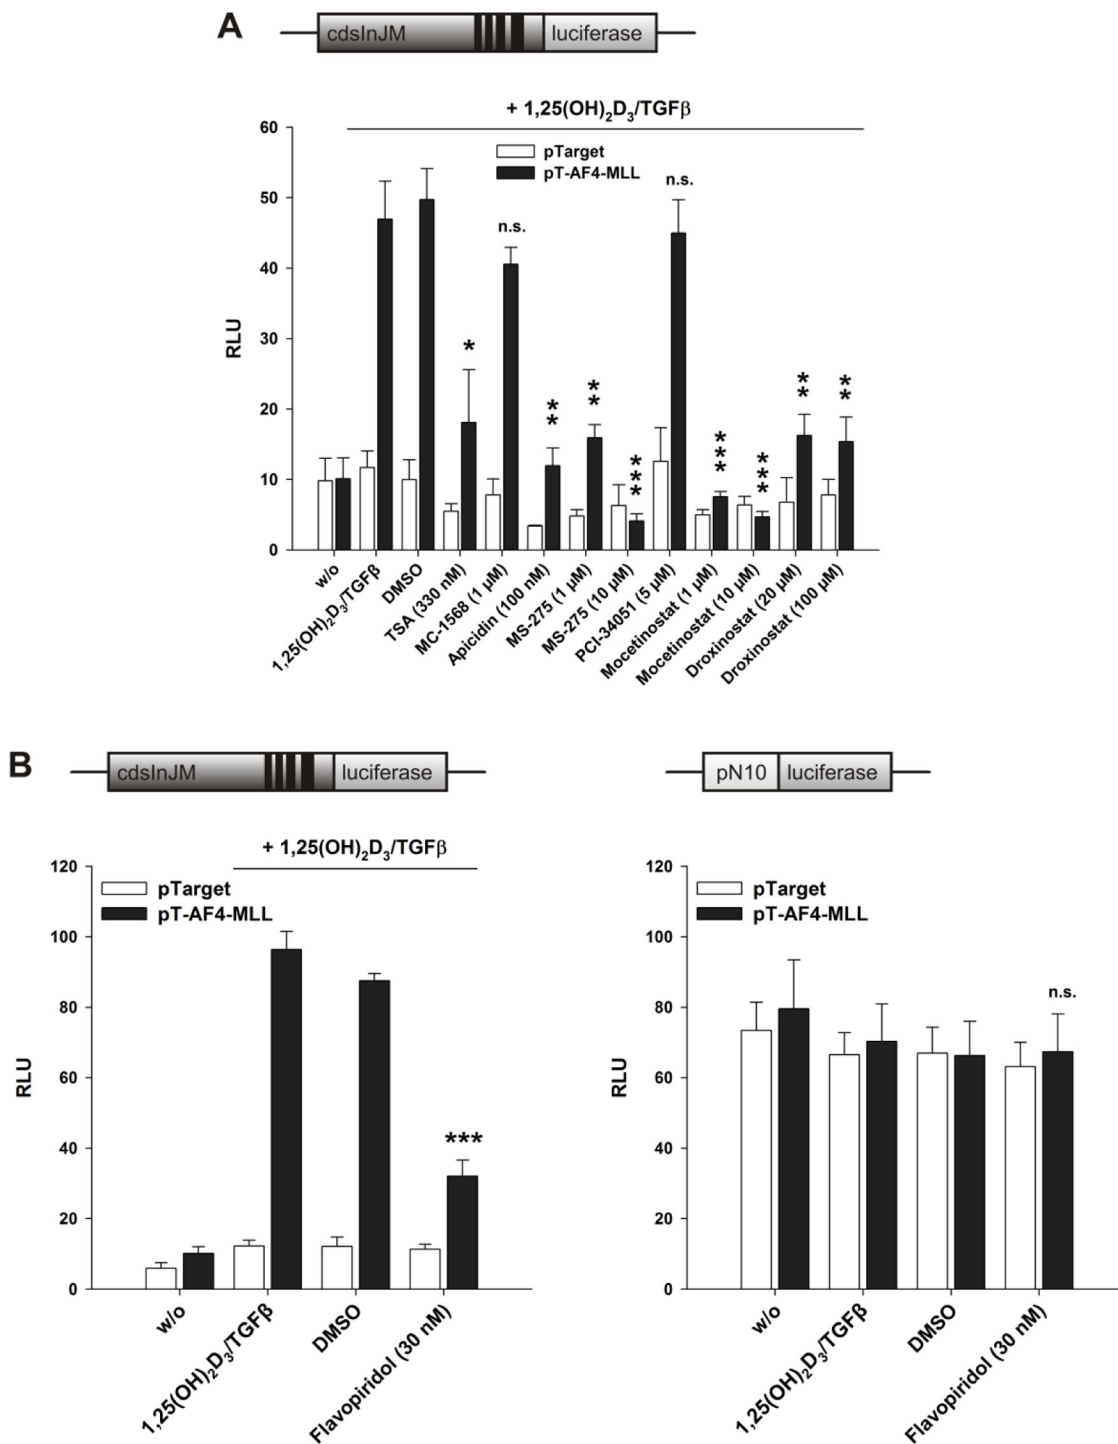 A
cdsInJM luciferase
+ 1,25(OH)₂D₃/TGFβ
pTarget
pT-AF4-MLL
RLU
60
50
40
30
20
10
0
n.s.
n.s.
*
**
**
***
***
***
**
**
w/o
1,25(OH)₂D₃/TGFβ
DMSO
TSA (330 nM)
MC-1568 (1 µM)
Apicidin (100 nM)
MS-275 (1 µM)
MS-275 (10 µM)
PCI-34051 (5 µM)
Mocetinostat (1 µM)
Mocetinostat (10 µM)
Droxinostat (20 µM)
Droxinostat (100 µM)
B
cdsInJM luciferase
+ 1,25(OH)₂D₃/TGFβ
pTarget
pT-AF4-MLL
RLU
120
100
80
60
40
20
0
***
w/o
1,25(OH)₂D₃/TGFβ
DMSO
Flavopiridol (30 nM)
pN10 luciferase
pTarget
pT-AF4-MLL
RLU
120
100
80
60
40
20
0
n.s.
w/o
1,25(OH)₂D₃/TGFβ
DMSO
Flavopiridol (30 nM)